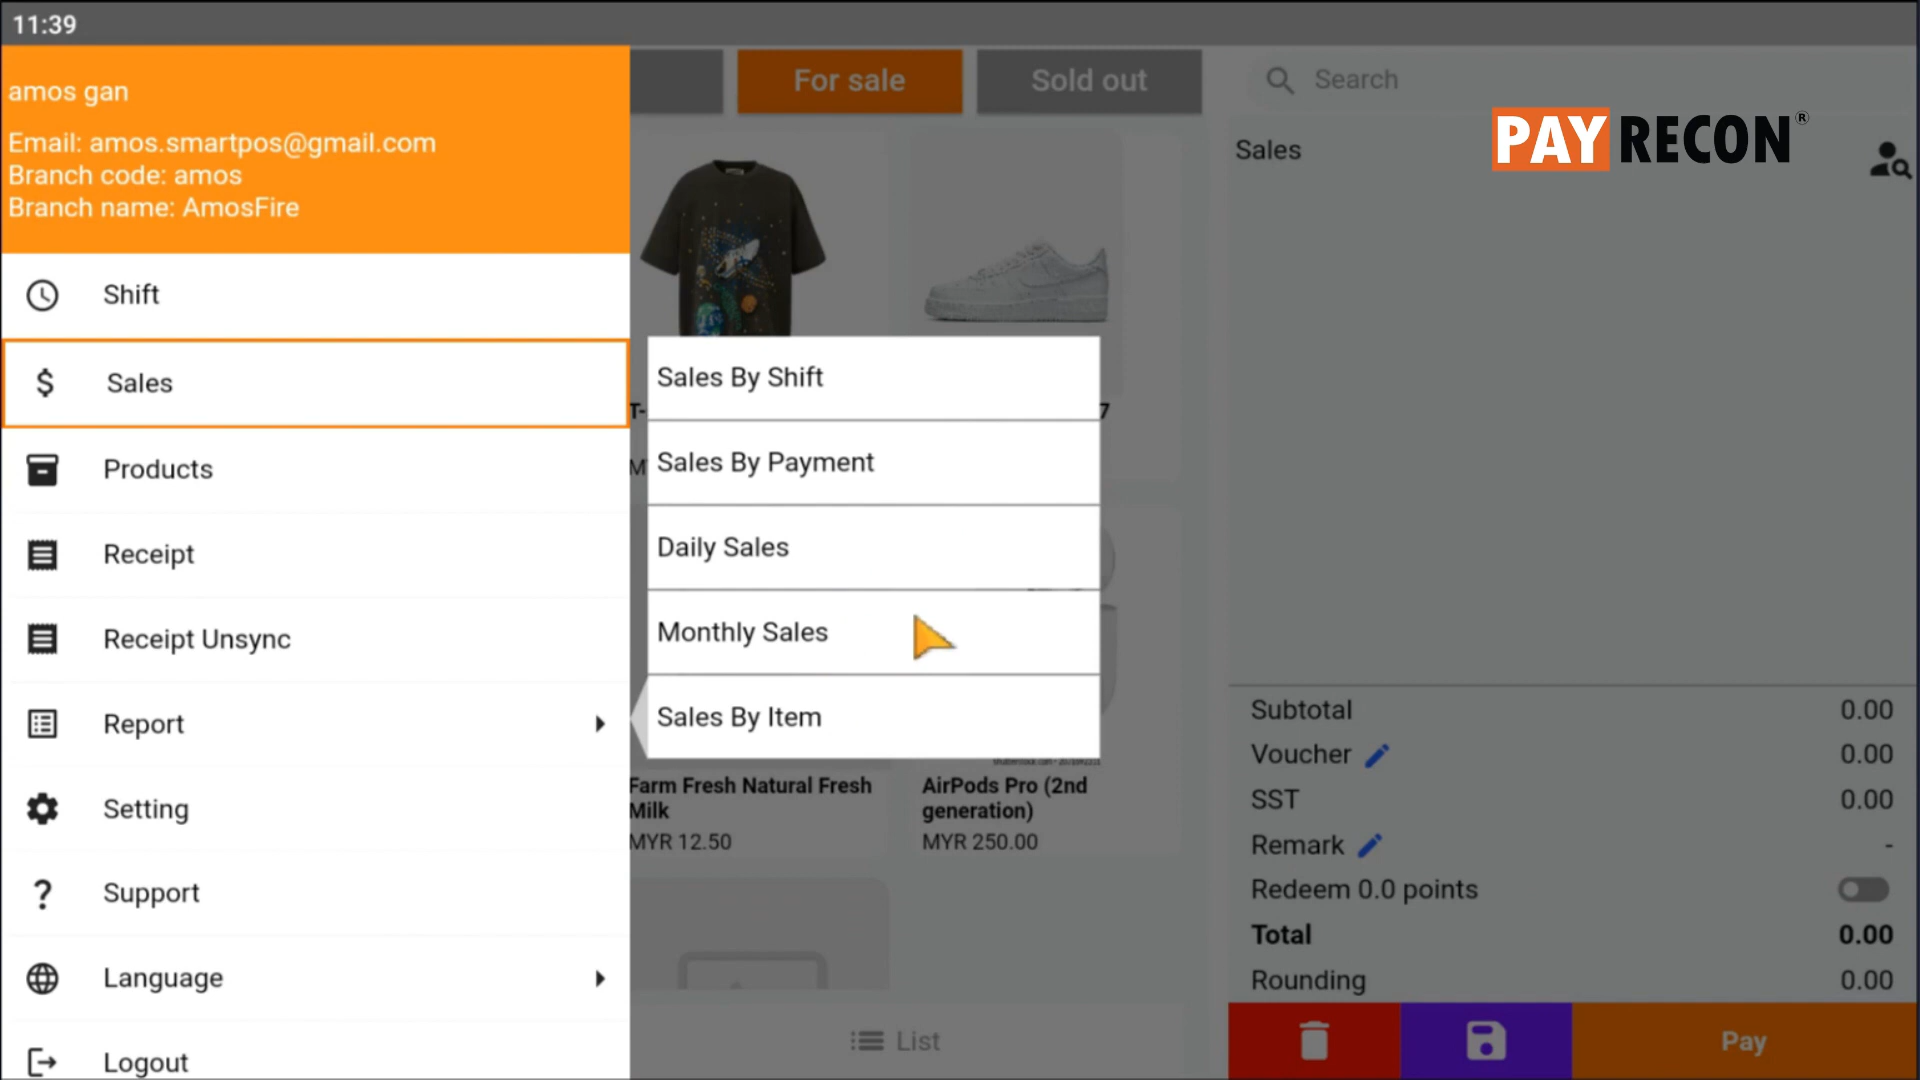 11:39
amos gan
Email: amos.smartpos@gmail.com
Branch code: amos
Branch name: AmosFire
Shift
Sales
Products
Receipt
Receipt Unsync
Report
Setting
Support
Language
Logout
For sale
Sold out
T-
7
M
Sales By Shift
Sales By Payment
Daily Sales
Monthly Sales
Sales By Item
Farm Fresh Natural Fresh
Milk
MYR 12.50
AirPods Pro (2nd
generation)
MYR 250.00
List
Search
PAY RECON®
Sales
Subtotal 0.00
Voucher 0.00
SST 0.00
Remark -
Redeem 0.0 points
Total 0.00
Rounding 0.00
Pay